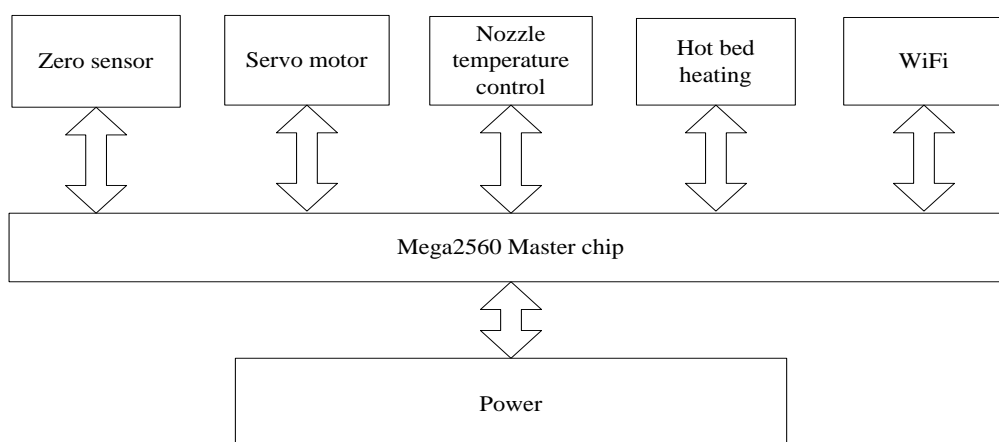 Zero sensor
Servo motor
Nozzle
temperature
control
Hot bed
heating
WiFi
Mega2560 Master chip
Power